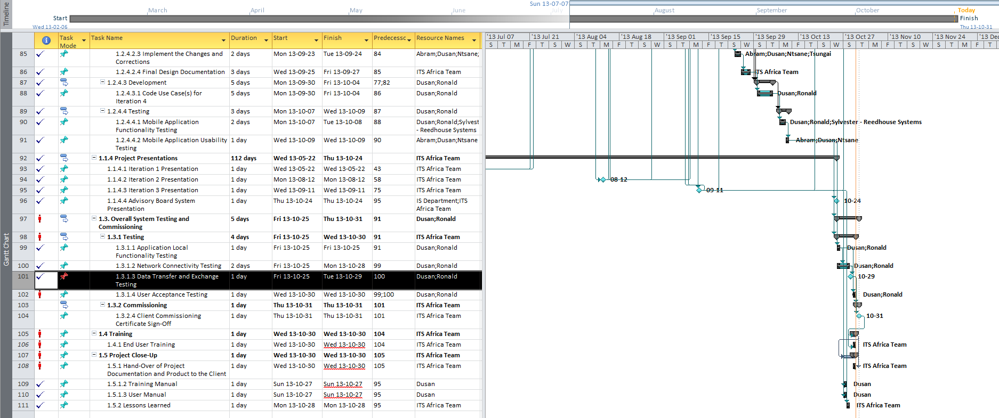 Timeline
Sun 13-07-07
March April May June July August September October Today
Start Finish
Wed 13-02-06 Thu 13-10-31
Gantt Chart
Task Mode Task Name Duration Start Finish Predecessc Resource Names
'13 Jul 07 '13 Jul 21 '13 Aug 04 '13 Aug 18 '13 Sep 01 '13 Sep 15 '13 Sep 29 '13 Oct 13 '13 Oct 27 '13 Nov 10 '13 Nov 24 '13 Dec
S T M F T S W S T M F T S W S T M F T S W S T M F T S W S T M F T S W S T M F
85 1.2.4.2.3 Implement the Changes and 2 days Mon 13-09-23 Tue 13-09-24 84 Abram;Dusan;Ntsane; Abram;Dusan;Ntsane;Tsungai
Corrections
86 1.2.4.2.4 Final Design Documentation 3 days Wed 13-09-25 Fri 13-09-27 85 ITS Africa Team ITS Africa Team
87 1.2.4.3 Development 5 days Mon 13-09-30 Fri 13-10-04 77;82 Dusan;Ronald
88 1.2.4.3.1 Code Use Case(s) for 5 days Mon 13-09-30 Fri 13-10-04 86 Dusan;Ronald Dusan;Ronald
Iteration 4
89 1.2.4.4 Testing 3 days Mon 13-10-07 Wed 13-10-09 87 Dusan;Ronald
90 1.2.4.4.1 Mobile Application 2 days Mon 13-10-07 Tue 13-10-08 88 Dusan;Ronald;Sylvest Dusan;Ronald;Sylvester - Reedhouse Systems
Functionality Testing - Reedhouse Systems
91 1.2.4.4.2 Mobile Application Usability 1 day Wed 13-10-09 Wed 13-10-09 90 Abram;Dusan;Ntsane Abram;Dusan;Ntsane
Testing
92 1.1.4 Project Presentations 112 days Wed 13-05-22 Thu 13-10-24 ITS Africa Team
93 1.1.4.1 Iteration 1 Presentation 1 day Wed 13-05-22 Wed 13-05-22 43 ITS Africa Team
94 1.1.4.2 Iteration 2 Presentation 1 day Mon 13-08-12 Mon 13-08-12 58 ITS Africa Team 08-12
95 1.1.4.3 Iteration 3 Presentation 1 day Wed 13-09-11 Wed 13-09-11 75 ITS Africa Team 09-11
96 1.1.4.4 Advisory Board System 1 day Thu 13-10-24 Thu 13-10-24 95 IS Department;ITS 10-24
Presentation Africa Team
97 1.3. Overall System Testing and 5 days Fri 13-10-25 Thu 13-10-31 91 Dusan;Ronald
Commissioning
98 1.3.1 Testing 4 days Fri 13-10-25 Wed 13-10-30 91 ITS Africa Team
99 1.3.1.1 Application Local 1 day Fri 13-10-25 Fri 13-10-25 91 Dusan;Ronald Dusan;Ronald
Functionality Testing
100 1.3.1.2 Network Connectivity Testing 2 days Fri 13-10-25 Mon 13-10-28 99 Dusan;Ronald Dusan;Ronald
101 1.3.1.3 Data Transfer and Exchange 1 day Fri 13-10-25 Tue 13-10-29 100 Dusan;Ronald 10-29
Testing
102 1.3.1.4 User Acceptance Testing 1 day Wed 13-10-30 Wed 13-10-30 99;100 Dusan;Ronald Dusan;Ronald
103 1.3.2 Commissioning 1 day Thu 13-10-31 Thu 13-10-31 101 ITS Africa Team
104 1.3.2.4 Client Commissioning 1 day Thu 13-10-31 Thu 13-10-31 101 ITS Africa Team 10-31
Certificate Sign-Off
105 1.4 Training 1 day Wed 13-10-30 Wed 13-10-30 104 ITS Africa Team
106 1.4.1 End User Training 1 day Wed 13-10-30 Wed 13-10-30 104 ITS Africa Team ITS Africa Team
107 1.5 Project Close-Up 1 day Wed 13-10-30 Wed 13-10-30 105 ITS Africa Team
108 1.5.1 Hand-Over of Project 1 day Wed 13-10-30 Wed 13-10-30 105 ITS Africa Team ITS Africa Team
Documentation and Product to the Client
109 1.5.1.2 Training Manual 1 day Sun 13-10-27 Sun 13-10-27 95 Dusan Dusan
110 1.5.1.3 User Manual 1 day Sun 13-10-27 Sun 13-10-27 95 Dusan Dusan
111 1.5.2 Lessons Learned 1 day Mon 13-10-28 Mon 13-10-28 95 ITS Africa Team ITS Africa Team